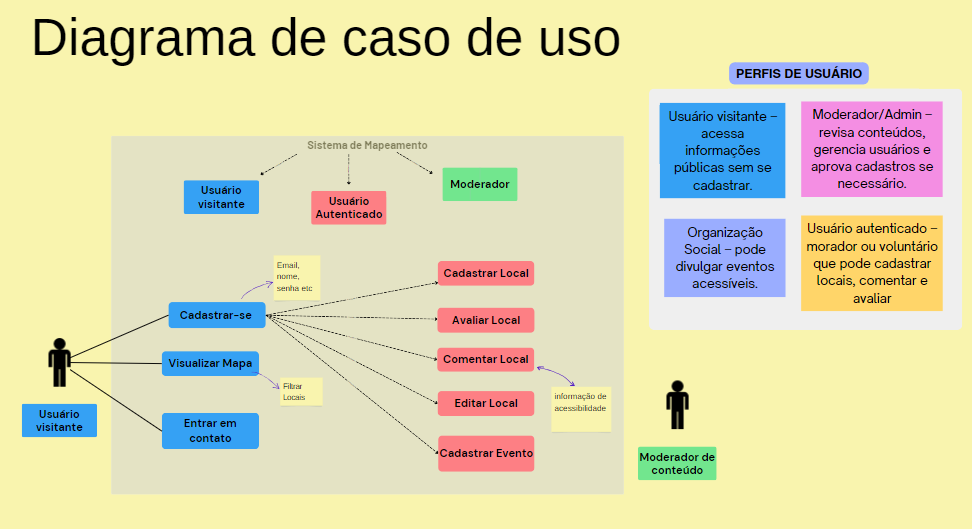 Diagrama de caso de uso
PERFIS DE USUÁRIO
Usuário visitante –
acessa
informações
públicas sem se
cadastrar.
Moderador/Admin –
revisa conteúdos,
gerencia usuários e
aprova cadastros se
necessário.
Organização
Social – pode
divulgar eventos
acessíveis.
Usuário autenticado –
morador ou voluntário
que pode cadastrar
locais, comentar e
avaliar
Sistema de Mapeamento
Usuário
visitante
Usuário
Autenticado
Moderador
Email,
nome,
senha etc
Cadastrar-se
Visualizar Mapa
Filtrar
Locais
Entrar em
contato
Cadastrar Local
Avaliar Local
Comentar Local
Editar Local
Cadastrar Evento
informação de
acessibilidade
Usuário
visitante
Moderador de
conteúdo